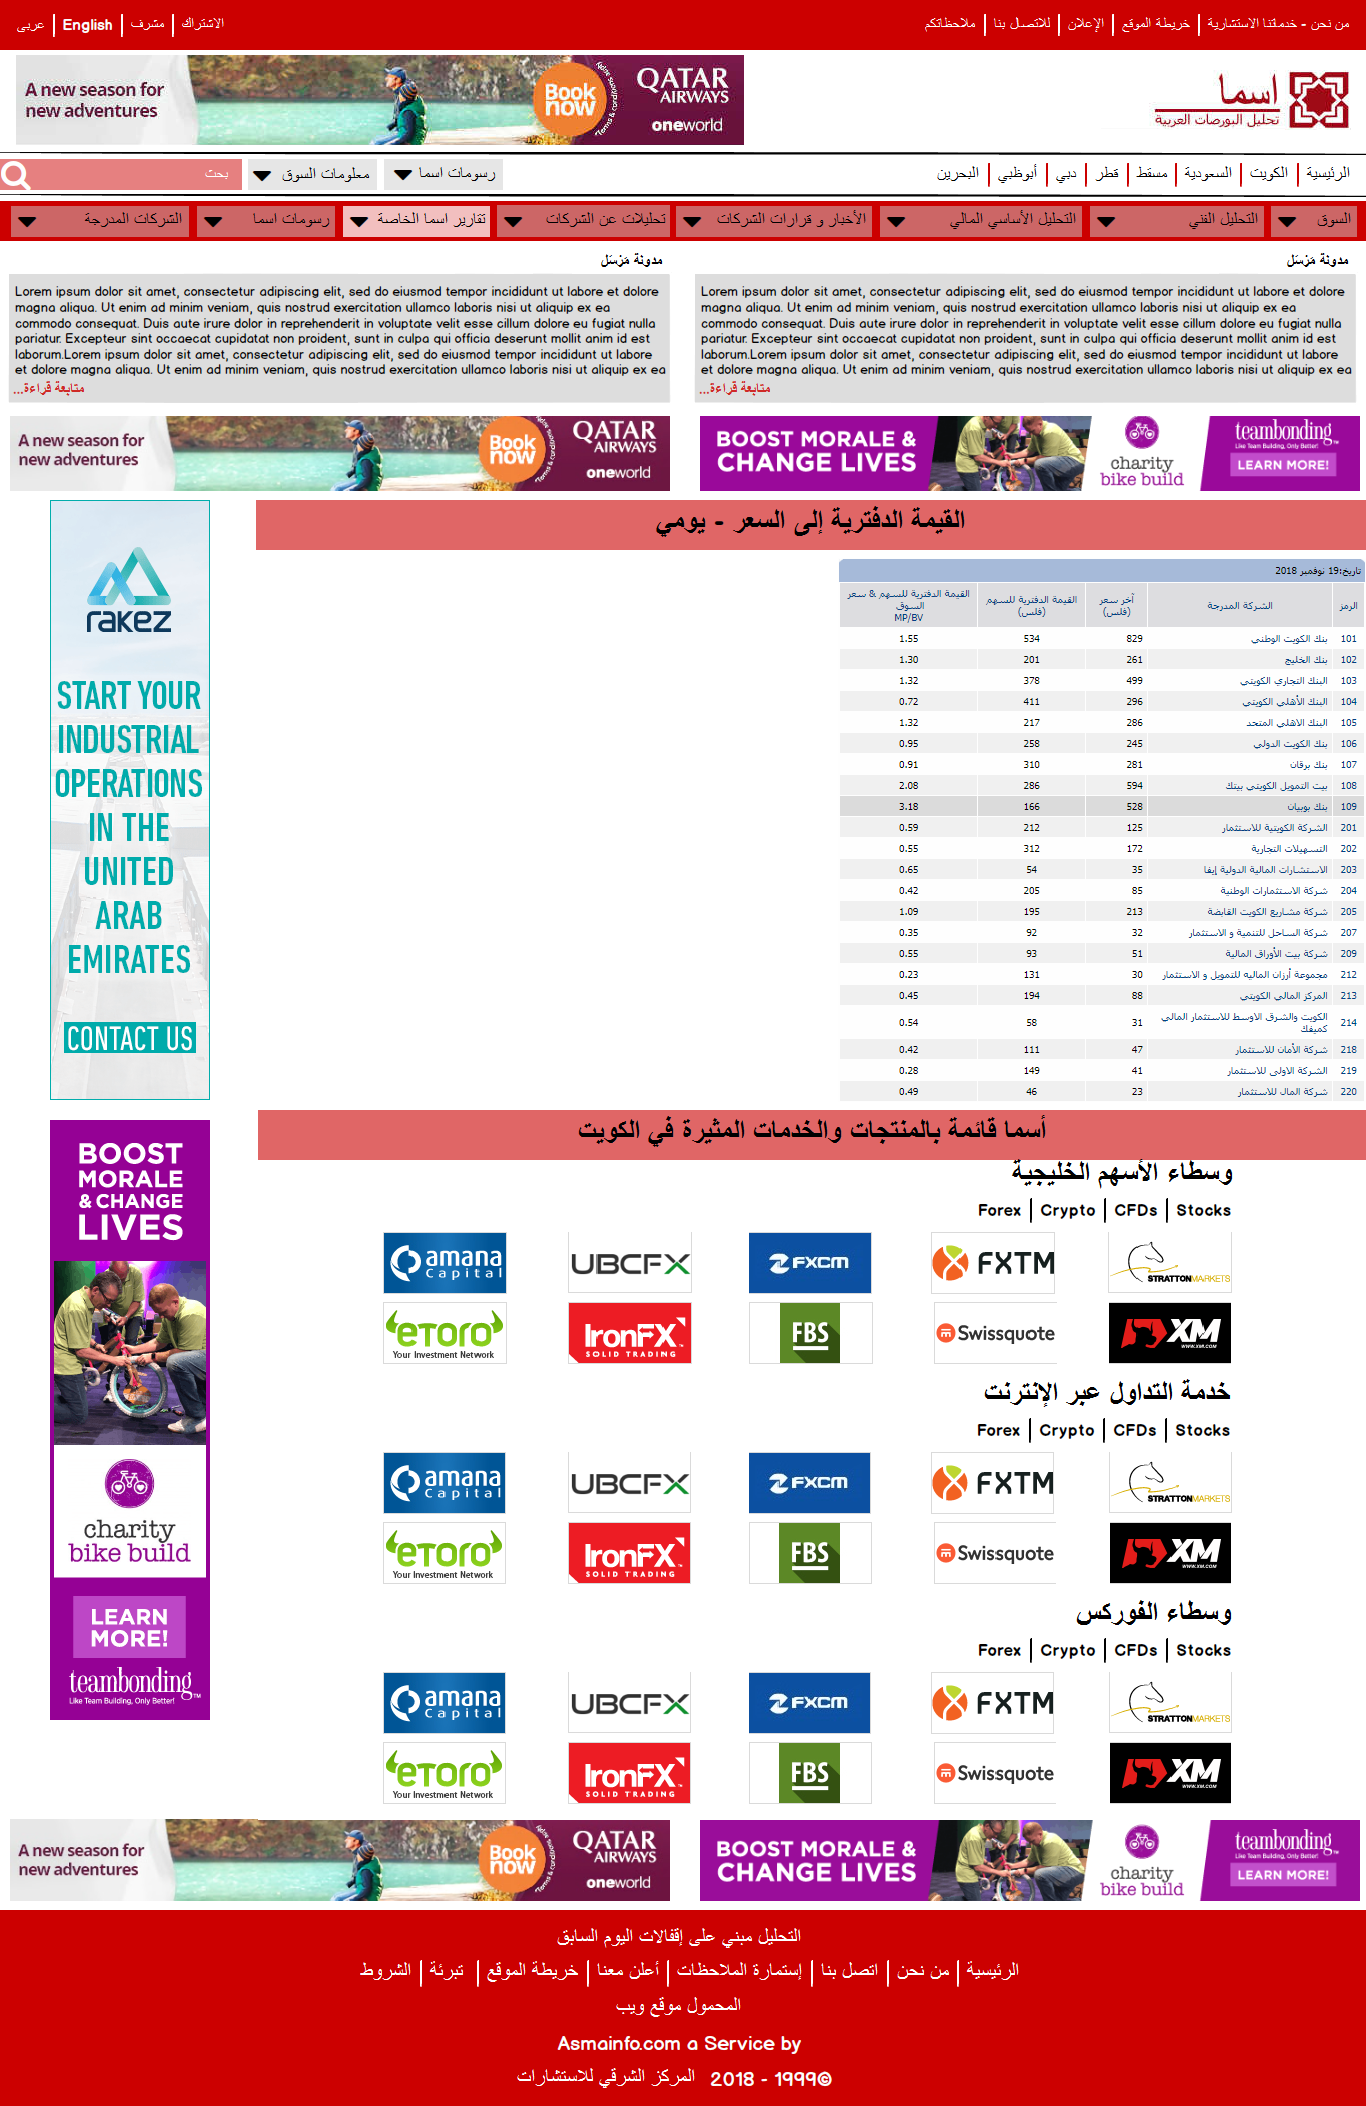 من نحن - خدماتنا الاستشارية | خريطة الموقع | الإعلان | للاتصال بنا | ملاحظاتكم
الاشتراك | مشرف | English | عربى
A new season for
new adventures
Book
now
Terms & conditions apply
QATAR
AIRWAYS
oneworld
اسما
تحليل البورصات العربية
الرئيسية | الكويت | السعودية | مسقط | قطر | دبي | أبوظبي | البحرين
رسومات اسما
معلومات السوق
بحث
السوق
التحليل الفني
التحليل الأساسي المالي
الأخبار و قرارات الشركات
تحليلات عن الشركات
تقارير اسما الخاصة
رسومات اسما
الشركات المدرجة
مدونة مَرْسَل
Lorem ipsum dolor sit amet, consectetur adipiscing elit, sed do eiusmod tempor incididunt ut labore et dolore
magna aliqua. Ut enim ad minim veniam, quis nostrud exercitation ullamco laboris nisi ut aliquip ex ea
commodo consequat. Duis aute irure dolor in reprehenderit in voluptate velit esse cillum dolore eu fugiat nulla
pariatur. Excepteur sint occaecat cupidatat non proident, sunt in culpa qui officia deserunt mollit anim id est
laborum.Lorem ipsum dolor sit amet, consectetur adipiscing elit, sed do eiusmod tempor incididunt ut labore
et dolore magna aliqua. Ut enim ad minim veniam, quis nostrud exercitation ullamco laboris nisi ut aliquip ex ea
متابعة قراءة...
مدونة مَرْسَل
Lorem ipsum dolor sit amet, consectetur adipiscing elit, sed do eiusmod tempor incididunt ut labore et dolore
magna aliqua. Ut enim ad minim veniam, quis nostrud exercitation ullamco laboris nisi ut aliquip ex ea
commodo consequat. Duis aute irure dolor in reprehenderit in voluptate velit esse cillum dolore eu fugiat nulla
pariatur. Excepteur sint occaecat cupidatat non proident, sunt in culpa qui officia deserunt mollit anim id est
laborum.Lorem ipsum dolor sit amet, consectetur adipiscing elit, sed do eiusmod tempor incididunt ut labore
et dolore magna aliqua. Ut enim ad minim veniam, quis nostrud exercitation ullamco laboris nisi ut aliquip ex ea
متابعة قراءة...
A new season for
new adventures
Book
now
QATAR
AIRWAYS
oneworld
BOOST MORALE &
CHANGE LIVES
charity
bike build
teambonding™
Like Team Building, Only Better!
LEARN MORE!
القيمة الدفترية إلى السعر - يومي
تاريخ:19 نوفمبر 2018
الرمز | الشركة المدرجة | آخر سعر (فلس) | القيمة الدفترية للسهم (فلس) | القيمة الدفترية للسهم & سعر السوق MP/BV
101 بنك الكويت الوطني 829 534 1.55
102 بنك الخليج 261 201 1.30
103 البنك التجاري الكويتي 499 378 1.32
104 البنك الأهلي الكويتي 296 411 0.72
105 البنك الاهلي المتحد 286 217 1.32
106 بنك الكويت الدولي 245 258 0.95
107 بنك برقان 281 310 0.91
108 بيت التمويل الكويتي بيتك 594 286 2.08
109 بنك بوبيان 528 166 3.18
201 الشركة الكويتية للاستثمار 125 212 0.59
202 التسهيلات التجارية 172 312 0.55
203 الاستشارات المالية الدولية إيفا 35 54 0.65
204 شركة الاستثمارات الوطنية 85 205 0.42
205 شركة مشاريع الكويت القابضة 213 195 1.09
207 شركة الساحل للتنمية و الاستثمار 32 92 0.35
209 شركة بيت الأوراق المالية 51 93 0.55
212 مجموعة أرزان المالية للتمويل و الاستثمار 30 131 0.23
213 المركز المالي الكويتي 88 194 0.45
214 الكويت والشرق الاوسط للاستثمار المالي كميفك 31 58 0.54
218 شركة الأمان للاستثمار 47 111 0.42
219 الشركة الاولى للاستثمار 41 149 0.28
220 شركة المال للاستثمار 23 46 0.49
rakez
START YOUR
INDUSTRIAL
OPERATIONS
IN THE
UNITED
ARAB
EMIRATES
CONTACT US
BOOST
MORALE
& CHANGE
LIVES
charity
bike build
LEARN
MORE!
teambonding™
Like Team Building, Only Better!
أسما قائمة بالمنتجات والخدمات المثيرة في الكويت
وسطاء الأسهم الخليجية
Forex | Crypto | CFDs | Stocks
amana capital
UBCFX
FXCM
FXTM
STRATTONMARKETS
eToro
Your Investment Network
IronFX
SOLID TRADING
FBS
Swissquote
XM
WWW.XM.COM
خدمة التداول عبر الإنترنت
Forex | Crypto | CFDs | Stocks
amana capital
UBCFX
FXCM
FXTM
STRATTONMARKETS
eToro
Your Investment Network
IronFX
SOLID TRADING
FBS
Swissquote
XM
WWW.XM.COM
وسطاء الفوركس
Forex | Crypto | CFDs | Stocks
amana capital
UBCFX
FXCM
FXTM
STRATTONMARKETS
eToro
Your Investment Network
IronFX
SOLID TRADING
FBS
Swissquote
XM
WWW.XM.COM
A new season for
new adventures
Book
now
QATAR
AIRWAYS
oneworld
BOOST MORALE &
CHANGE LIVES
charity
bike build
teambonding™
Like Team Building, Only Better!
LEARN MORE!
التحليل مبني على إقفالات اليوم السابق
الرئيسية | من نحن | اتصل بنا | إستمارة الملاحظات | أعلن معنا | خريطة الموقع | تبرئة | الشروط
المحمول موقع ويب
Asmainfo.com a Service by
المركز الشرقي للاستشارات 2018 - 1999©